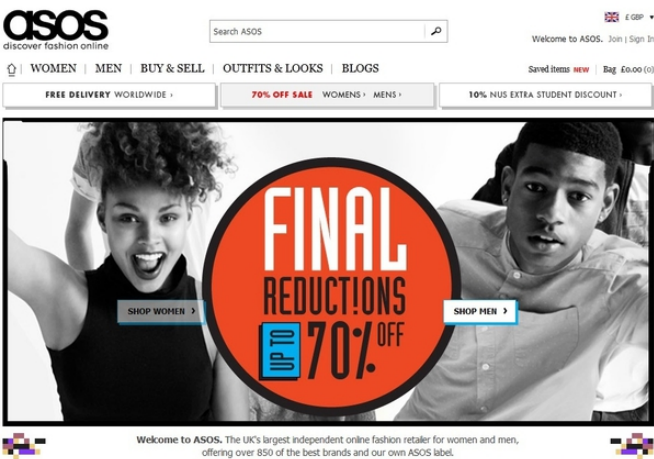 asos
discover fashion online
Search ASOS
£ GBP
Welcome to ASOS. Join | Sign In
WOMEN | MEN | BUY & SELL | OUTFITS & LOOKS | BLOGS
Saved items NEW | Bag £0.00 (0)
FREE DELIVERY WORLDWIDE ›
70% OFF SALE WOMENS › MENS ›
10% NUS EXTRA STUDENT DISCOUNT ›
FINAL
REDUCT!ONS
UP TO 70% OFF
SHOP WOMEN ›
SHOP MEN ›
Welcome to ASOS. The UK's largest independent online fashion retailer for women and men,
offering over 850 of the best brands and our own ASOS label.